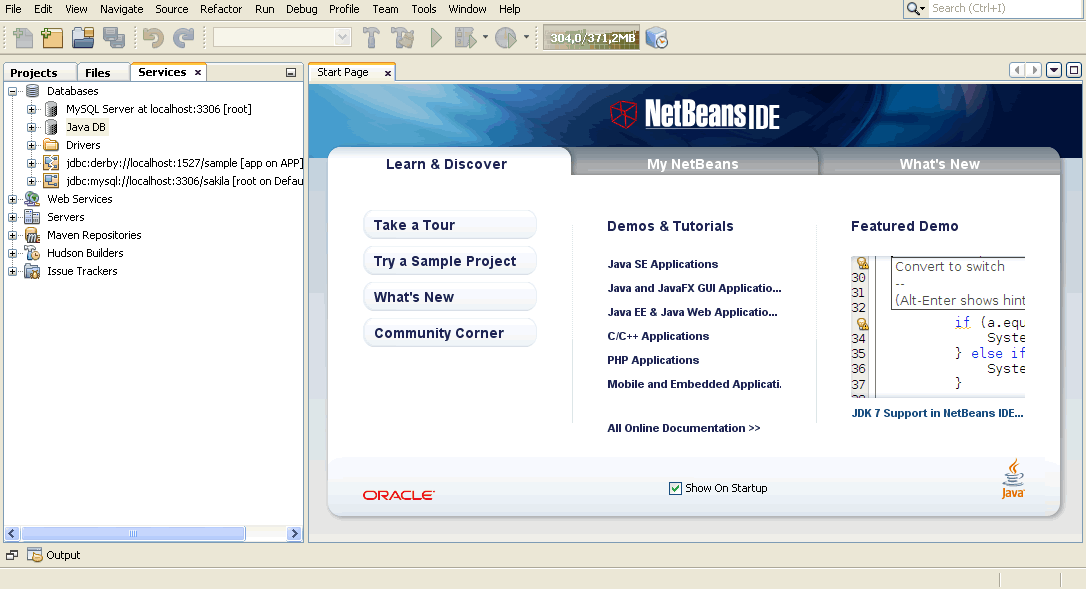 File Edit View Navigate Source Refactor Run Debug Profile Team Tools Window Help
Search (Ctrl+I)
304,0/371,2MB
Projects Files Services
Start Page
Databases
MySQL Server at localhost:3306 [root]
Java DB
Drivers
jdbc:derby://localhost:1527/sample [app on APP]
jdbc:mysql://localhost:3306/sakila [root on Defau
Web Services
Servers
Maven Repositories
Hudson Builders
Issue Trackers
NetBeans IDE
Learn & Discover
My NetBeans
What's New
Take a Tour
Try a Sample Project
What's New
Community Corner
Demos & Tutorials
Java SE Applications
Java and JavaFX GUI Applicatio...
Java EE & Java Web Applicatio...
C/C++ Applications
PHP Applications
Mobile and Embedded Applicati.
All Online Documentation >>
Featured Demo
Convert to switch
--
(Alt-Enter shows hint
30
31
32
34
35
36
37
if (a.equ
Syste
} else if
Syste
}
JDK 7 Support in NetBeans IDE...
ORACLE
Show On Startup
Java
Output